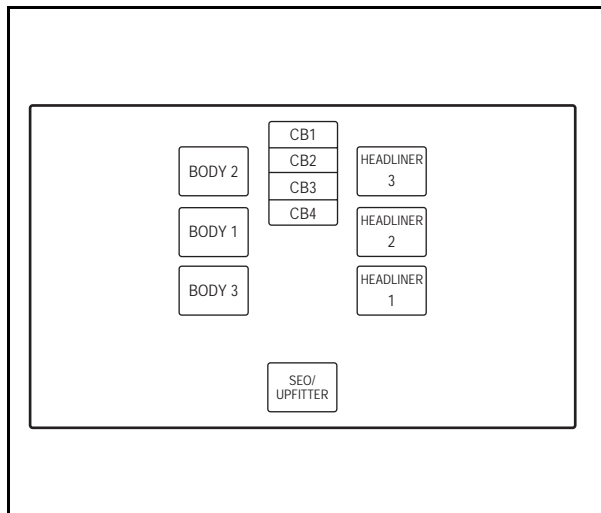 CB1
CB2
CB3
CB4
BODY 2
BODY 1
BODY 3
HEADLINER
3
HEADLINER
2
HEADLINER
1
SEO/
UPFITTER